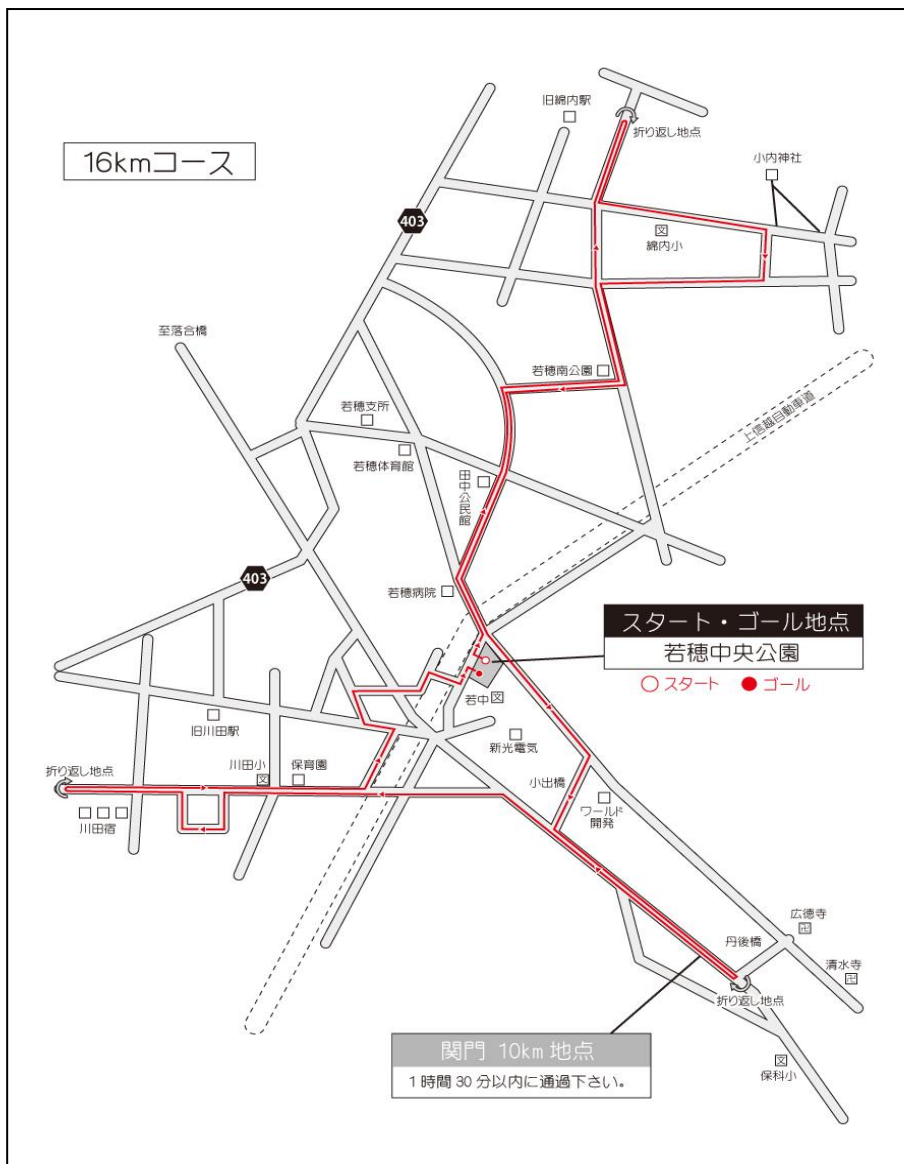 旧綿内駅
折り返し地点
16kmコース
小内神社
403
綿内小
至落合橋
若穂南公園
上信越自動車道
若穂支所
若穂体育館
田中公民館
403
若穂病院
スタート・ゴール地点
若穂中央公園
スタート
ゴール
若中
旧川田駅
新光電気
川田小
保育園
折り返し地点
小出橋
ワールド
開発
川田宿
広徳寺
丹後橋
清水寺
折り返し地点
関門 10km 地点
1時間30分以内に通過下さい。
保科小